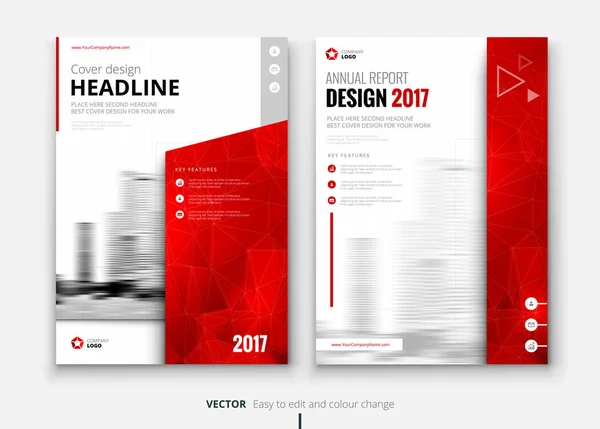 www.YourCompanyName.com
Cover design
HEADLINE
PLACE HERE SECOND HEADLINE
BEST COVER DESIGN FOR YOUR WORK
KEY FEATURES
COMPANY
LOGO
2017
COMPANY
LOGO
ANNUAL REPORT
DESIGN 2017
PLACE HERE SECOND HEADLINE
BEST COVER DESIGN FOR YOUR WORK
KEY FEATURES
www.YourCompanyName.com
VECTOR Easy to edit and colour change